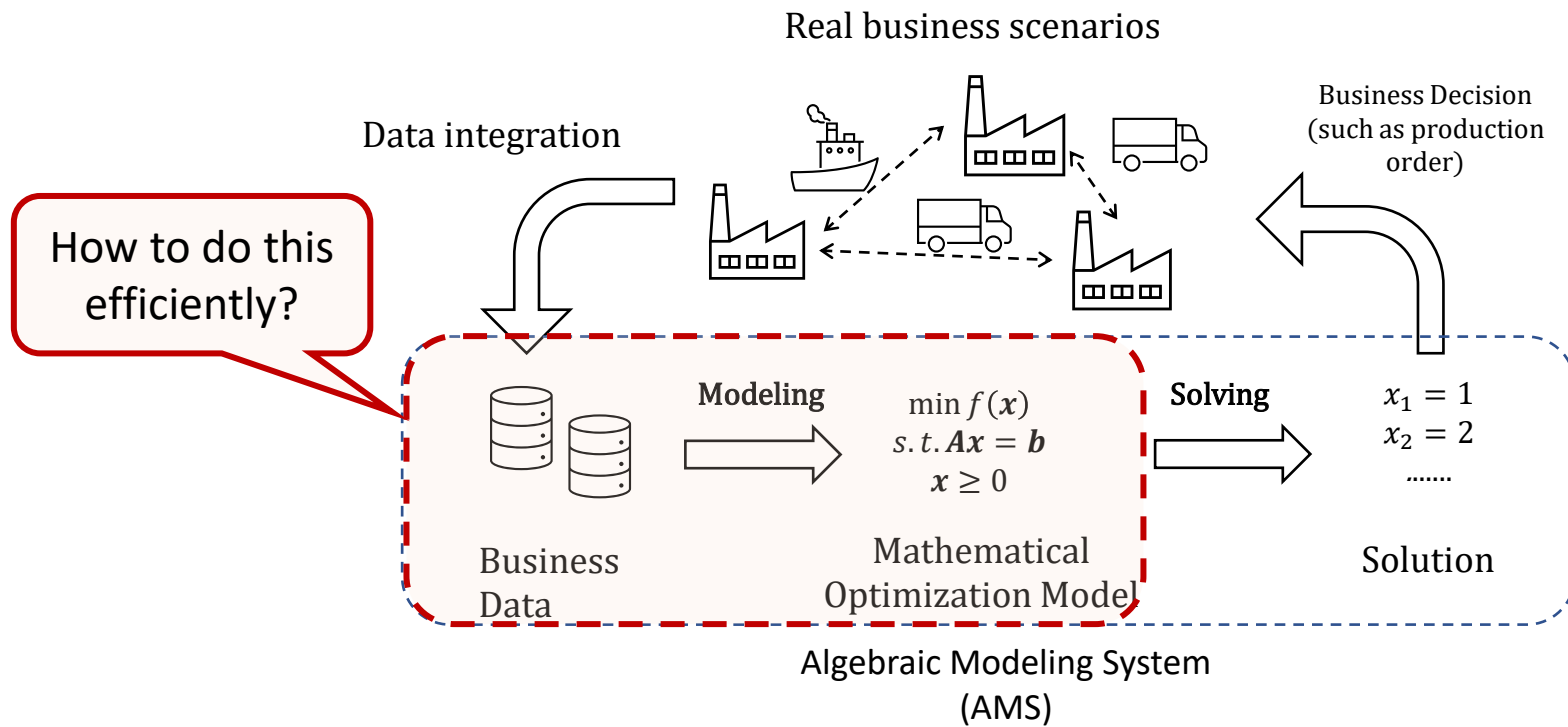 Real business scenarios
Business Decision
(such as production
order)
Data integration
How to do this
efficiently?
Modeling
min f(x)
s.t. Ax = b
x ≥ 0
Solving
x₁ = 1
x₂ = 2
.......
Business
Data
Mathematical
Optimization Model
Solution
Algebraic Modeling System
(AMS)